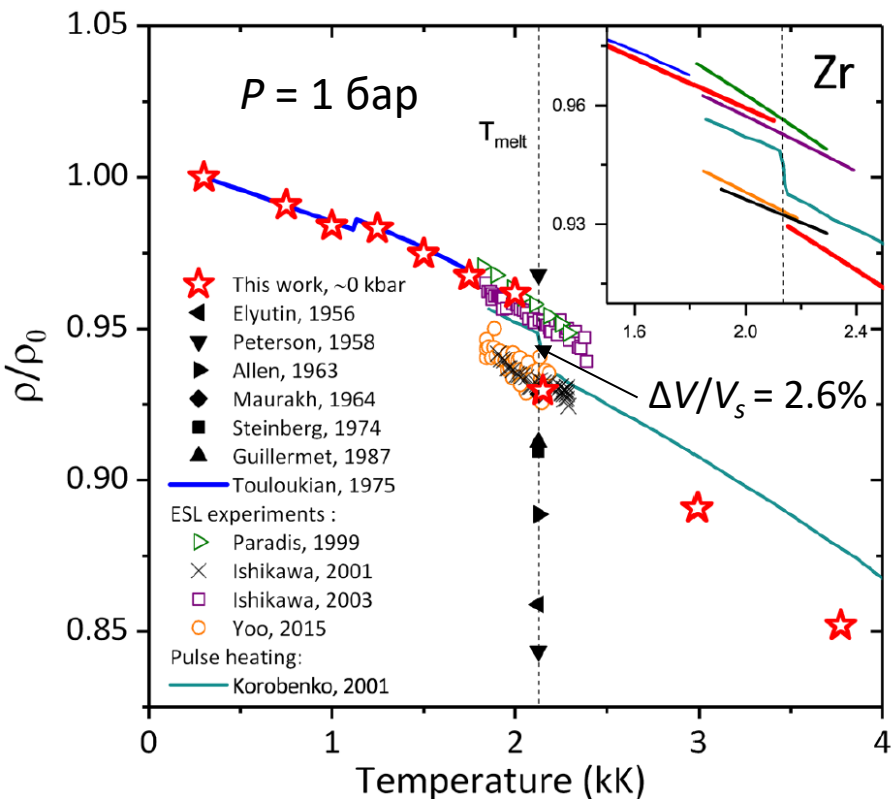 1.05
1.00
0.95
0.90
0.85
ρ/ρ₀
P = 1 бар
T_melt
Zr
0.96
0.93
1.6
2.0
2.4
ΔV/Vₛ = 2.6%
This work, ~0 kbar
Elyutin, 1956
Peterson, 1958
Allen, 1963
Maurakh, 1964
Steinberg, 1974
Guillermet, 1987
Touloukian, 1975
ESL experiments :
Paradis, 1999
Ishikawa, 2001
Ishikawa, 2003
Yoo, 2015
Pulse heating:
Korobenko, 2001
0
1
2
3
4
Temperature (kK)